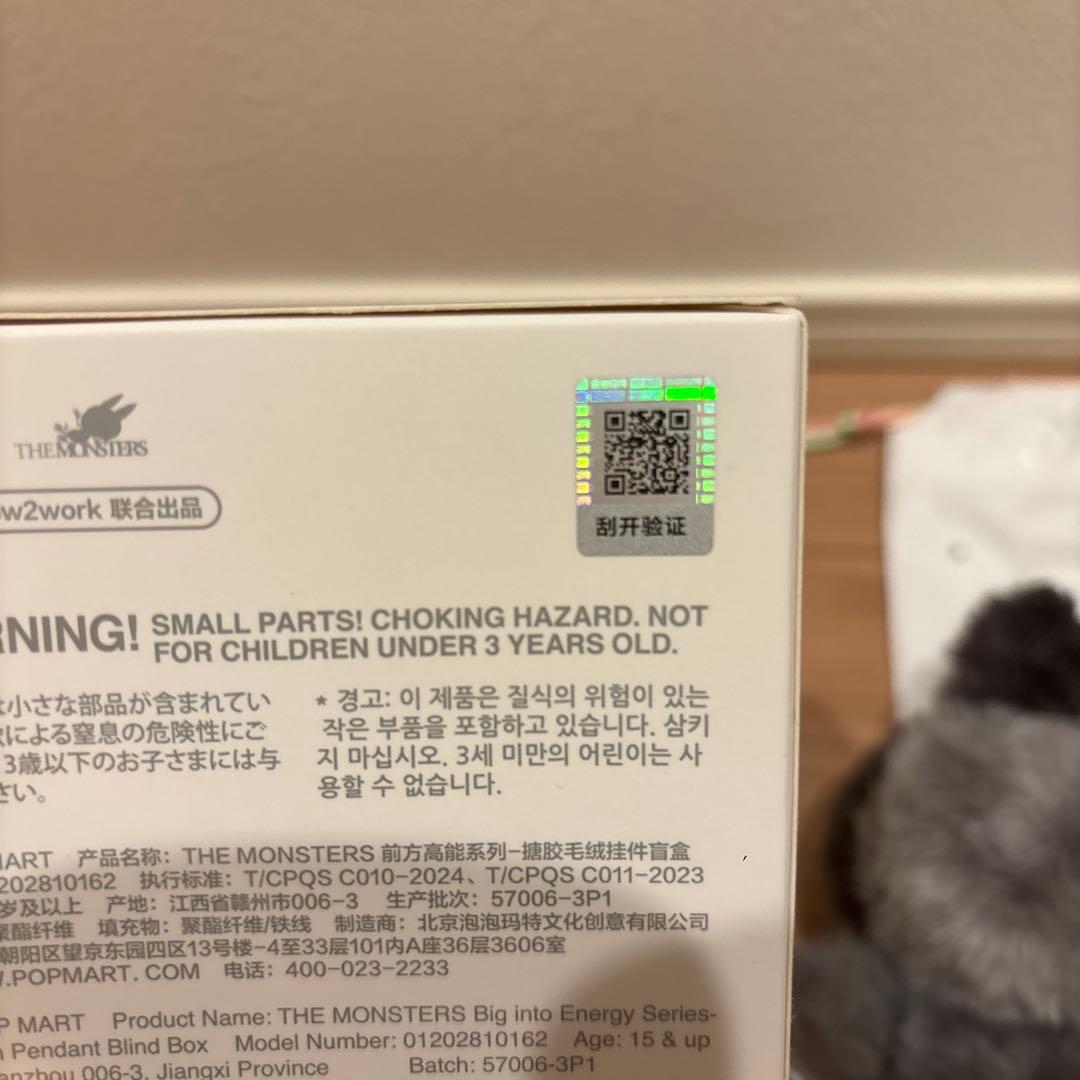 THE MONSTERS
w2work 联合出品
刮开验证
RNING! SMALL PARTS! CHOKING HAZARD. NOT
FOR CHILDREN UNDER 3 YEARS OLD.
小さな部品が含まれてい
による窒息の危険性にご
3歳以下のお子さまには与
さい。
* 경고: 이 제품은 질식의 위험이 있는
작은 부품을 포함하고 있습니다. 삼키
지 마십시오. 3세 미만의 어린이는 사
용할 수 없습니다.
MART 产品名称: THE MONSTERS 前方高能系列-搪胶毛绒挂件盲盒
202810162 执行标准: T/CPQS C010-2024、T/CPQS C011-2023
岁及以上 产地: 江西省赣州市006-3 生产批次: 57006-3P1
聚酯纤维 填充物: 聚酯纤维/铁线 制造商: 北京泡泡玛特文化创意有限公司
朝阳区望京东园四区13号楼-4至33层101内A座36层3606室
W.POPMART.COM 电话: 400-023-2233
P MART Product Name: THE MONSTERS Big into Energy Series-
h Pendant Blind Box Model Number: 01202810162 Age: 15 & up
anzhou 006-3, Jiangxi Province Batch: 57006-3P1